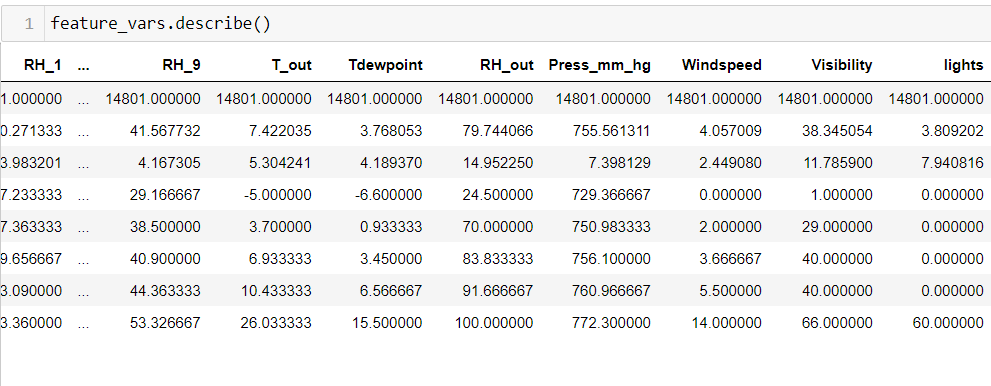 1 feature_vars.describe()
RH_1 ... RH_9 T_out Tdewpoint RH_out Press_mm_hg Windspeed Visibility lights
1.000000 ... 14801.000000 14801.000000 14801.000000 14801.000000 14801.000000 14801.000000 14801.000000 14801.000000
0.271333 ... 41.567732 7.422035 3.768053 79.744066 755.561311 4.057009 38.345054 3.809202
3.983201 ... 4.167305 5.304241 4.189370 14.952250 7.398129 2.449080 11.785900 7.940816
7.233333 ... 29.166667 -5.000000 -6.600000 24.500000 729.366667 0.000000 1.000000 0.000000
7.363333 ... 38.500000 3.700000 0.933333 70.000000 750.983333 2.000000 29.000000 0.000000
9.656667 ... 40.900000 6.933333 3.450000 83.833333 756.100000 3.666667 40.000000 0.000000
3.090000 ... 44.363333 10.433333 6.566667 91.666667 760.966667 5.500000 40.000000 0.000000
3.360000 ... 53.326667 26.033333 15.500000 100.000000 772.300000 14.000000 66.000000 60.000000